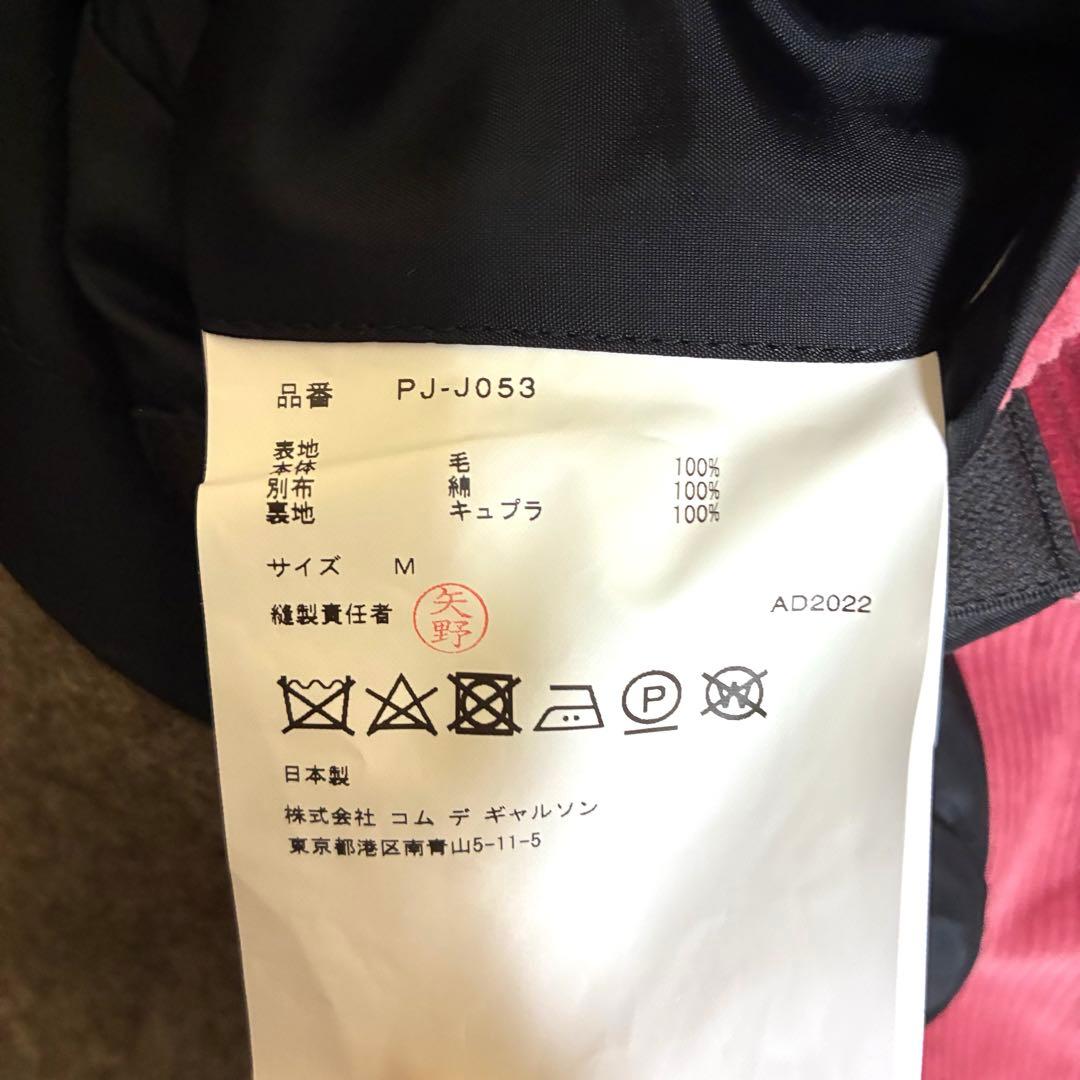 品番 PJ-J053
表地
本体 毛 100%
別布 綿 100%
裏地 キュプラ 100%
サイズ M
縫製責任者 矢野 AD2022
P W
日本製
株式会社 コム デ ギャルソン
東京都港区南青山5-11-5